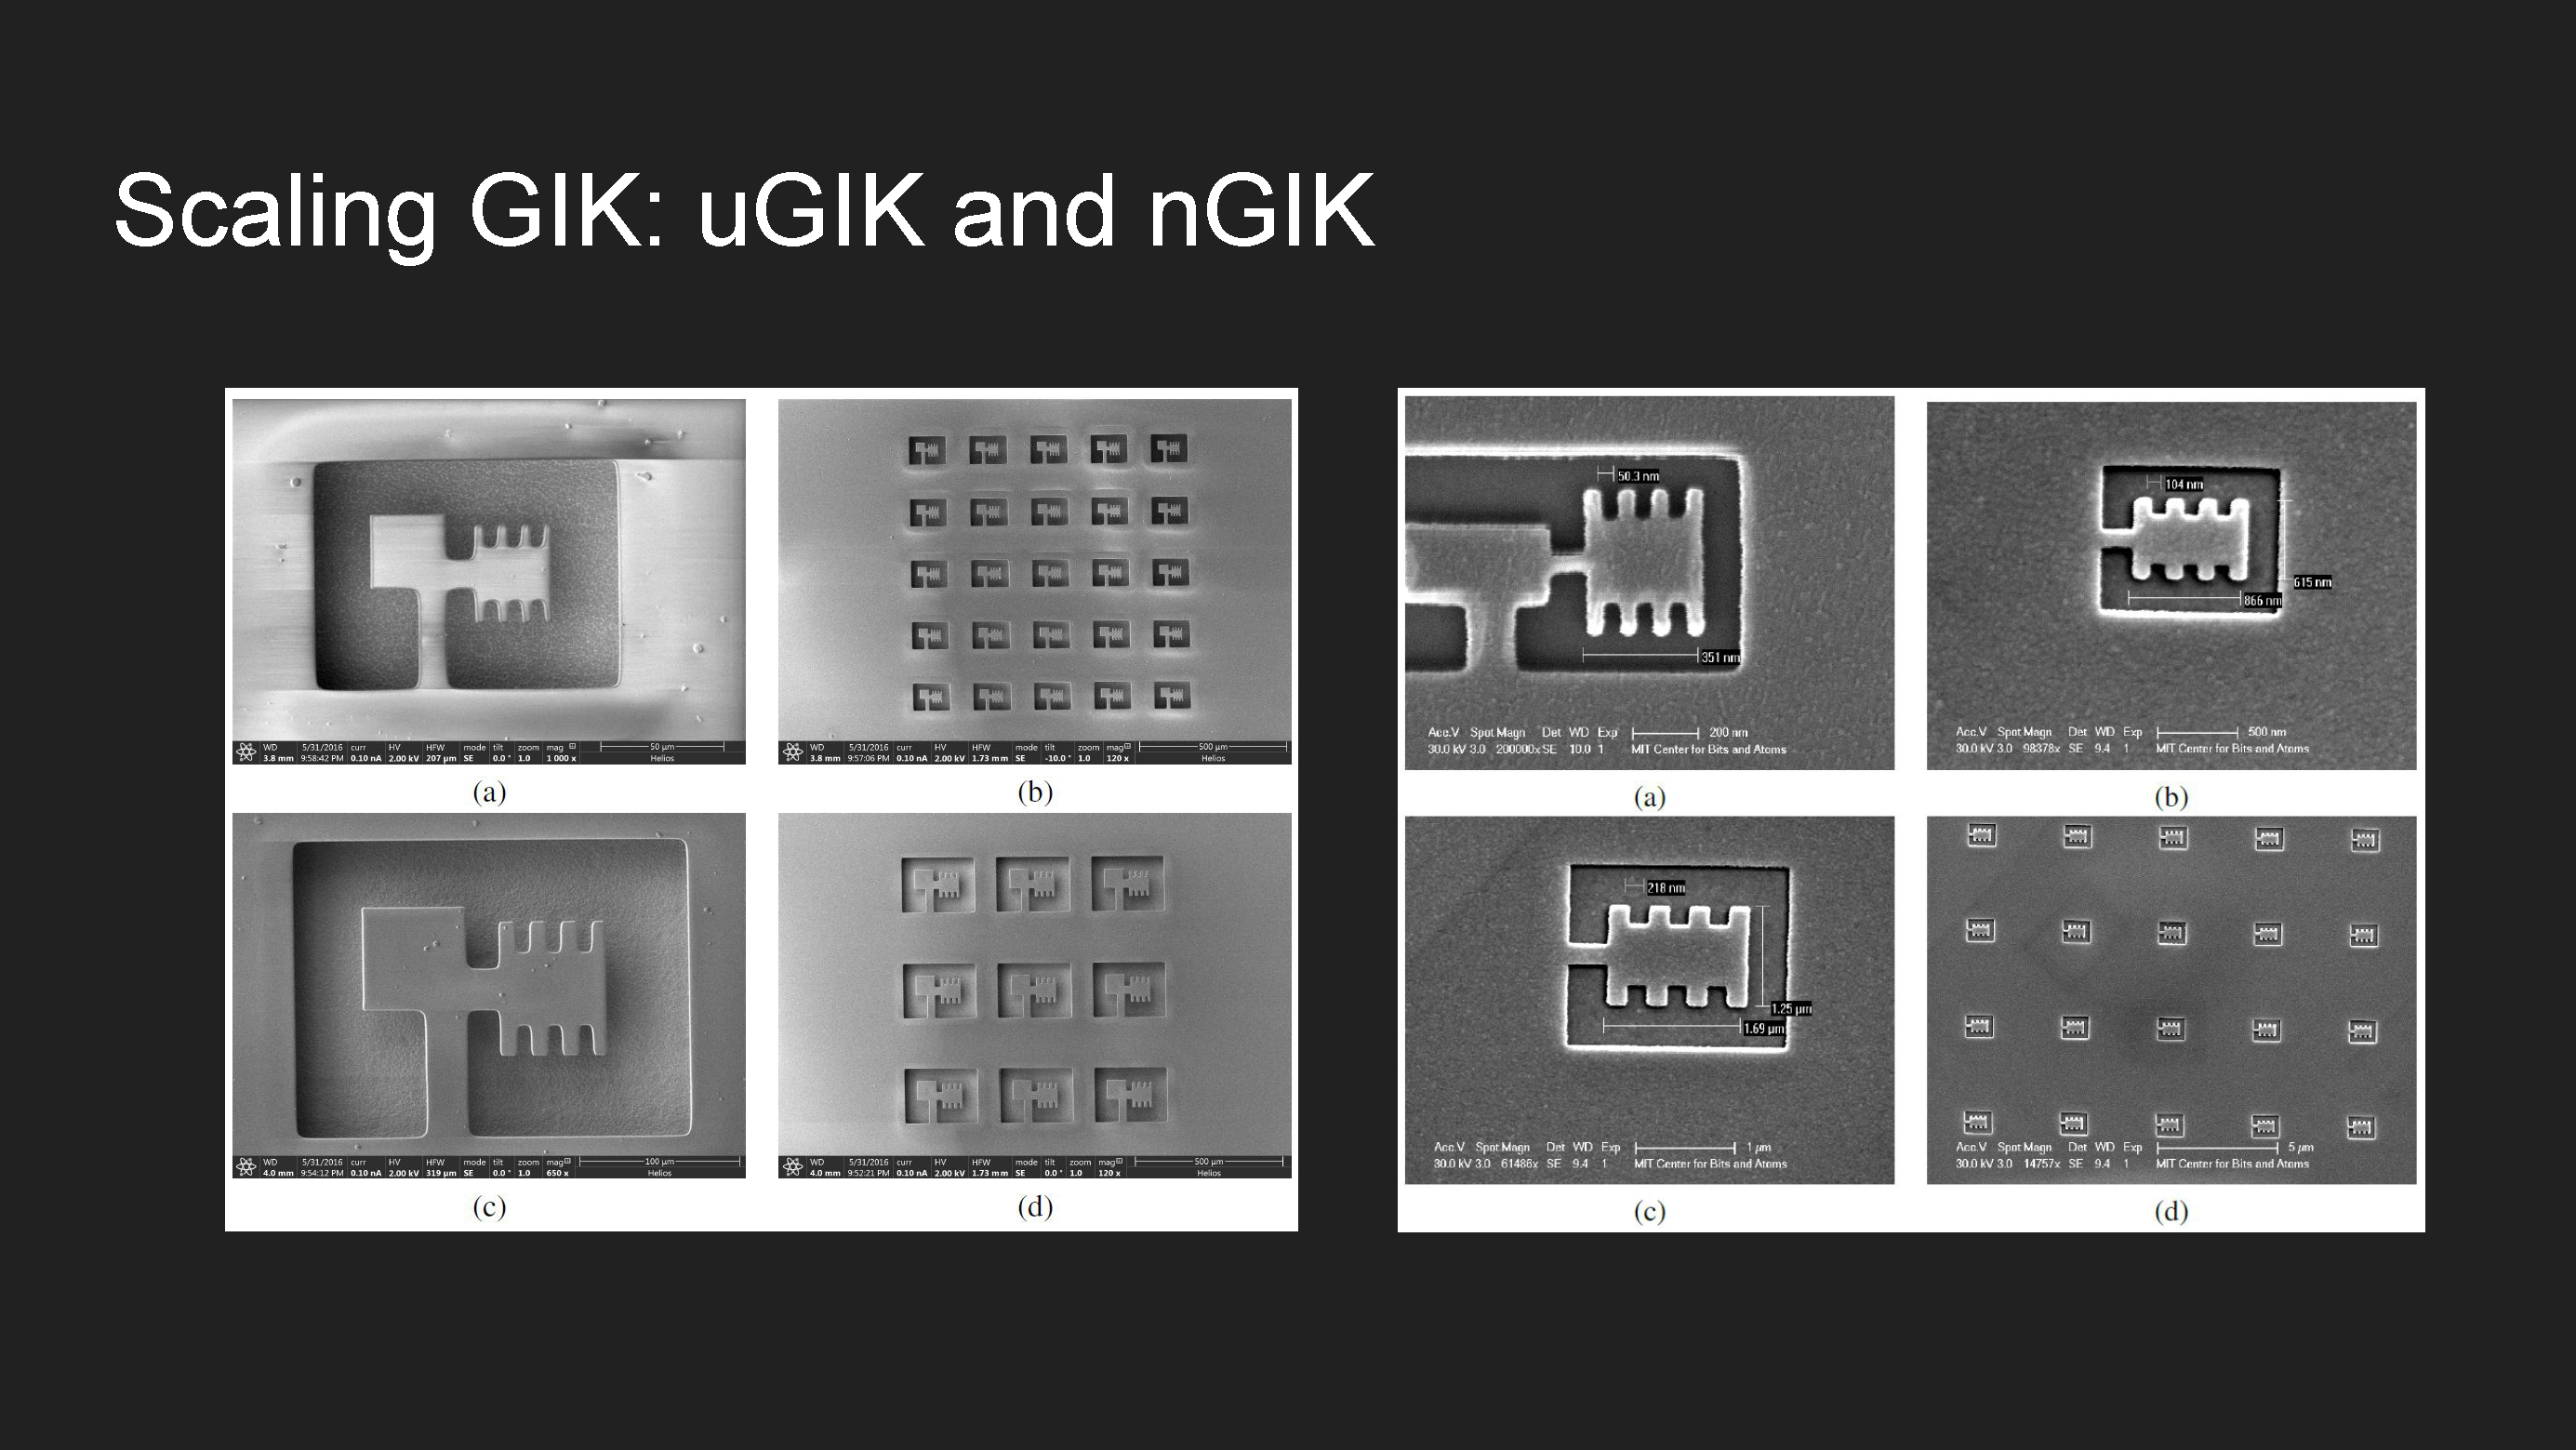 Scaling GIK: uGIK and nGIK
WD 5/31/2016 curr HV HFW mode tilt zoom mag 50 µm
3.8 mm 9:58:42 PM 0.10 nA 2.00 kV 207 µm SE 0.0 ° 1.0 1 000 x Helios
(a)
WD 5/31/2016 curr HV HFW mode tilt zoom mag 500 µm
3.8 mm 9:57:06 PM 0.10 nA 2.00 kV 1.73 mm SE -10.0 ° 1.0 120 x Helios
(b)
WD 5/31/2016 curr HV HFW mode tilt zoom mag 100 µm
4.0 mm 9:54:12 PM 0.10 nA 2.00 kV 319 µm SE 0.0 ° 1.0 650 x Helios
(c)
WD 5/31/2016 curr HV HFW mode tilt zoom mag 500 µm
4.0 mm 9:52:21 PM 0.10 nA 2.00 kV 1.73 mm SE 0.0 ° 1.0 120 x Helios
(d)
50.3 nm
351 nm
Acc.V Spot Magn Det WD Exp 200 nm
30.0 kV 3.0 200000x SE 10.0 1 MIT Center for Bits and Atoms
(a)
104 nm
615 nm
866 nm
Acc.V Spot Magn Det WD Exp 500 nm
30.0 kV 3.0 98378x SE 9.4 1 MIT Center for Bits and Atoms
(b)
218 nm
1.25 µm
1.69 µm
Acc.V Spot Magn Det WD Exp 1 µm
30.0 kV 3.0 61486x SE 9.4 1 MIT Center for Bits and Atoms
(c)
Acc.V Spot Magn Det WD Exp 5 µm
30.0 kV 3.0 14757x SE 9.4 1 MIT Center for Bits and Atoms
(d)